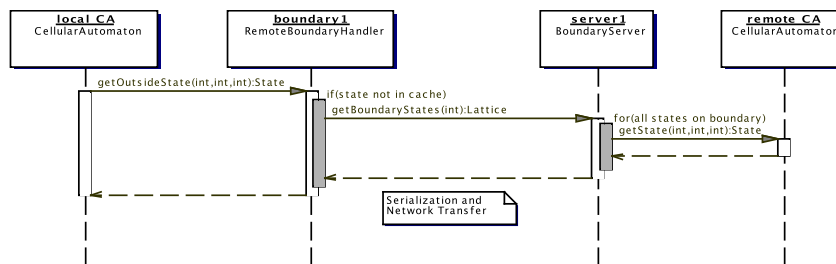 local CA
CellularAutomaton
boundary1
RemoteBoundaryHandler
server1
BoundaryServer
remote CA
CellularAutomaton
getOutsideState(int,int,int):State
if(state not in cache)
getBoundaryStates(int):Lattice
for(all states on boundary)
getState(int,int,int):State
Serialization and
Network Transfer